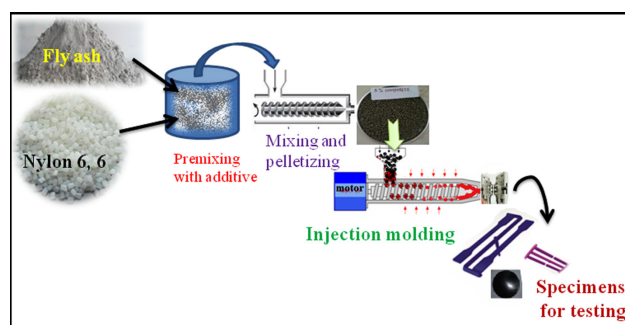 Fly ash
Nylon 6, 6
Premixing
with additive
Mixing and
pelletizing
motor
Injection molding
Specimens
for testing